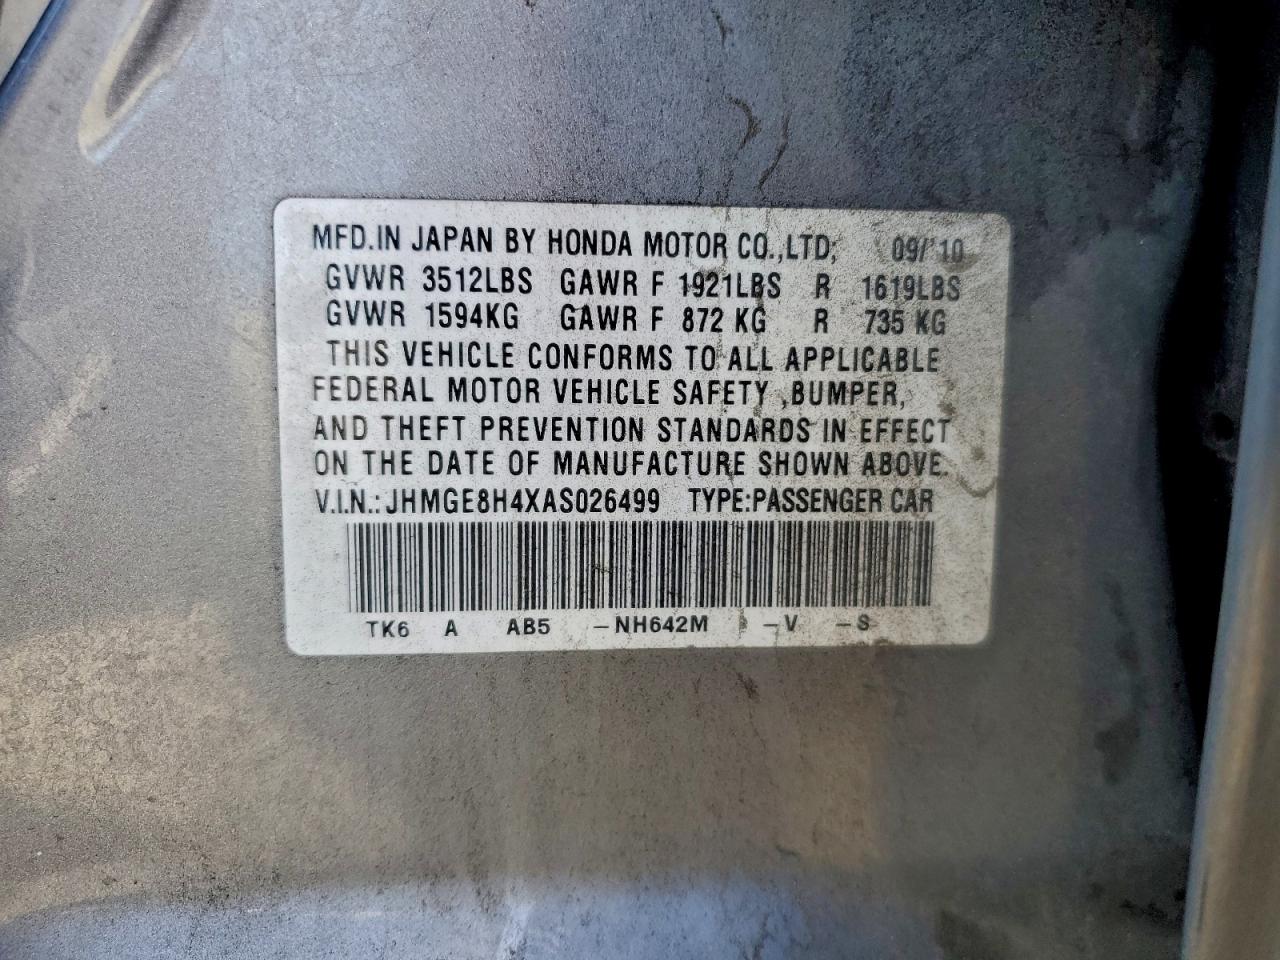 MFD.IN JAPAN BY HONDA MOTOR CO.,LTD; 09/'10
GVWR 3512LBS GAWR F 1921LBS R 1619LBS
GVWR 1594KG GAWR F 872 KG R 735 KG
THIS VEHICLE CONFORMS TO ALL APPLICABLE
FEDERAL MOTOR VEHICLE SAFETY ,BUMPER,
AND THEFT PREVENTION STANDARDS IN EFFECT
ON THE DATE OF MANUFACTURE SHOWN ABOVE.
V.I.N.: JHMGE8H4XAS026499 TYPE:PASSENGER CAR
TK6 A AB5 -NH642M -V -S